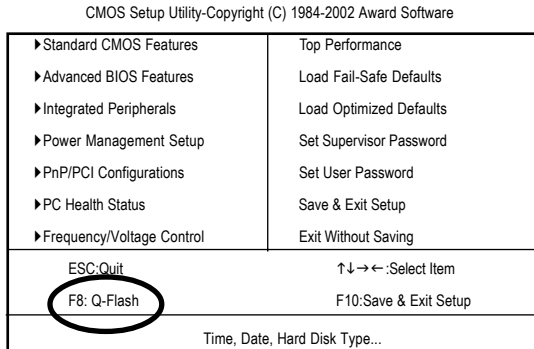 CMOS Setup Utility-Copyright (C) 1984-2002 Award Software
▶Standard CMOS Features
▶Advanced BIOS Features
▶Integrated Peripherals
▶Power Management Setup
▶PnP/PCI Configurations
▶PC Health Status
▶Frequency/Voltage Control
Top Performance
Load Fail-Safe Defaults
Load Optimized Defaults
Set Supervisor Password
Set User Password
Save & Exit Setup
Exit Without Saving
ESC:Quit
↑↓→←:Select Item
F8: Q-Flash
F10:Save & Exit Setup
Time, Date, Hard Disk Type...